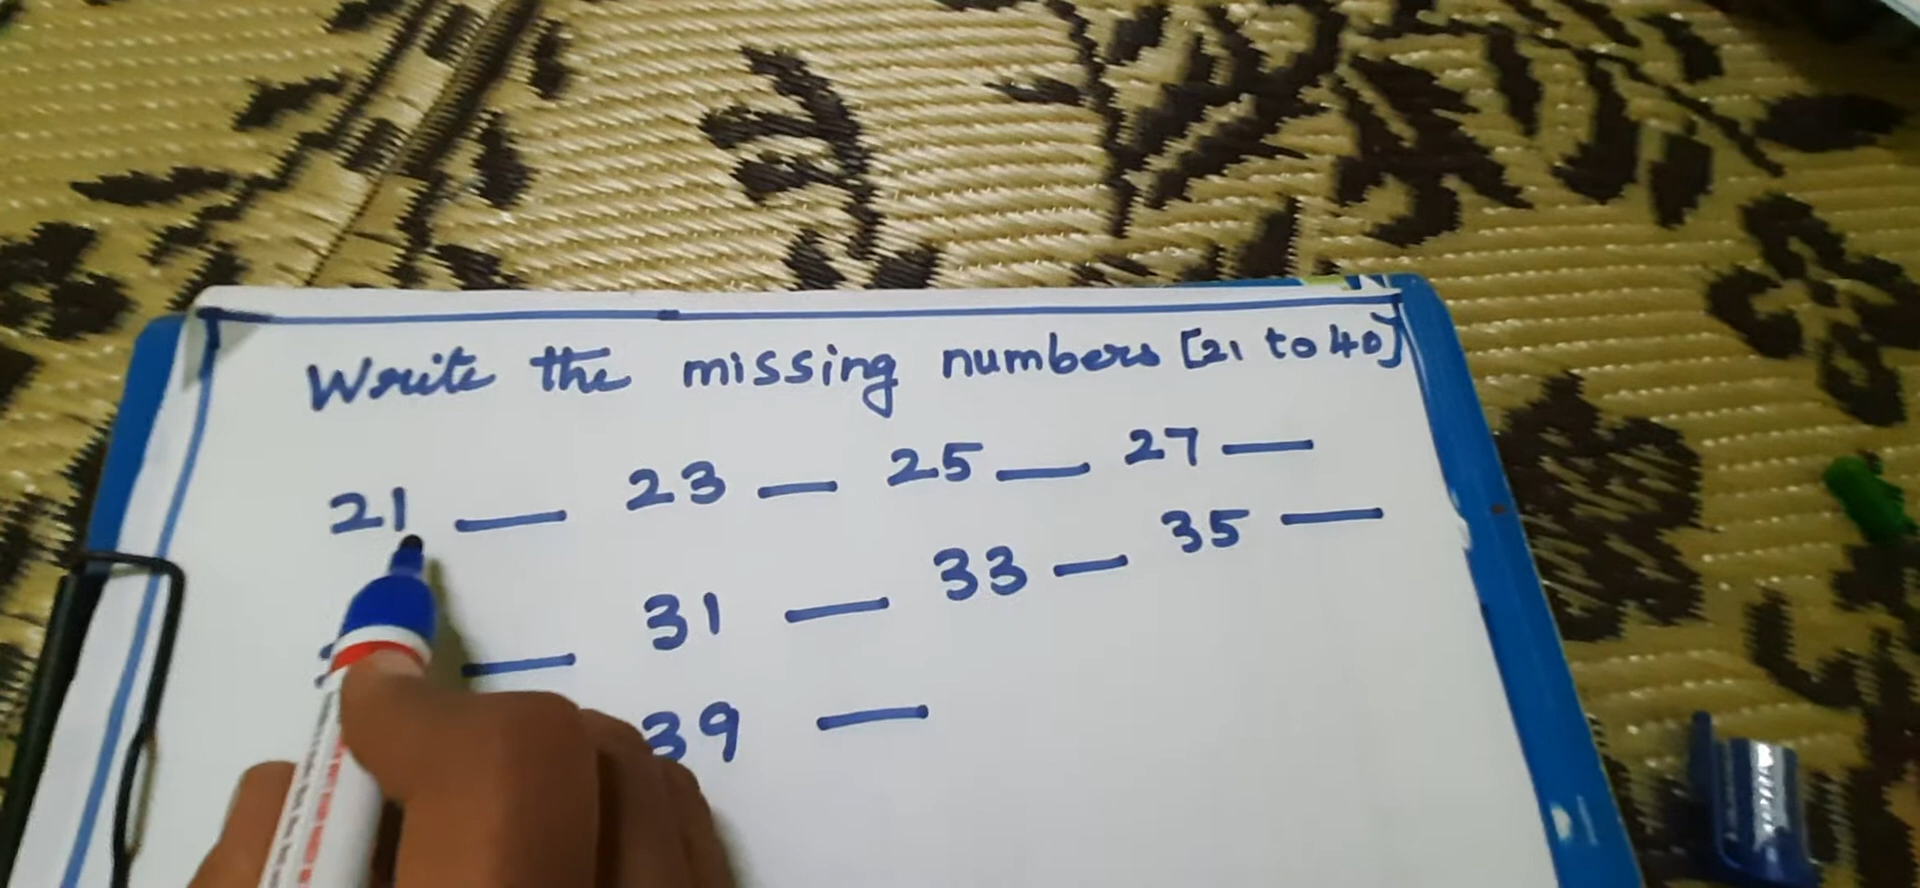 Write the missing numbers [21 to 40]
21 __ 23 __ 25 __ 27 __
__ 31 __ 33 __ 35 __
39 __